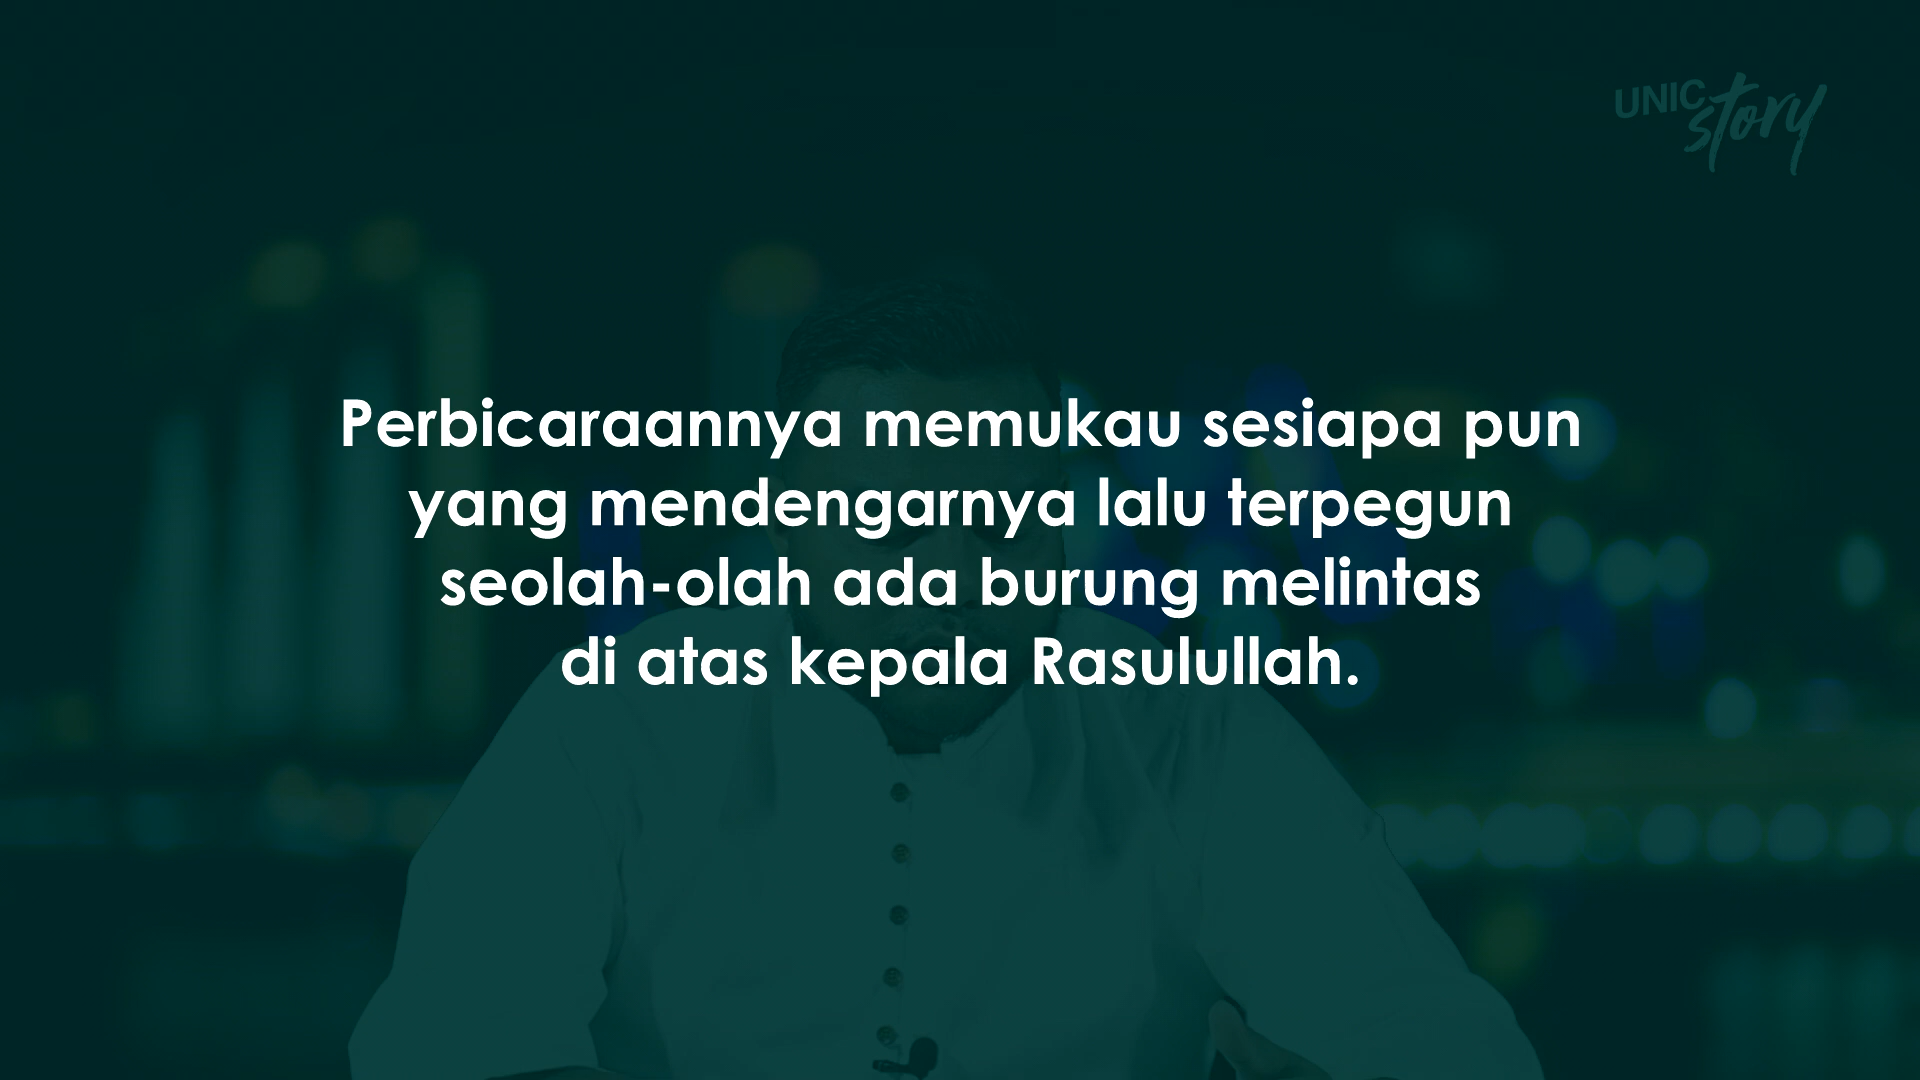 UNIC story
Perbicaraannya memukau sesiapa pun
yang mendengarnya lalu terpegun
seolah-olah ada burung melintas
di atas kepala Rasulullah.